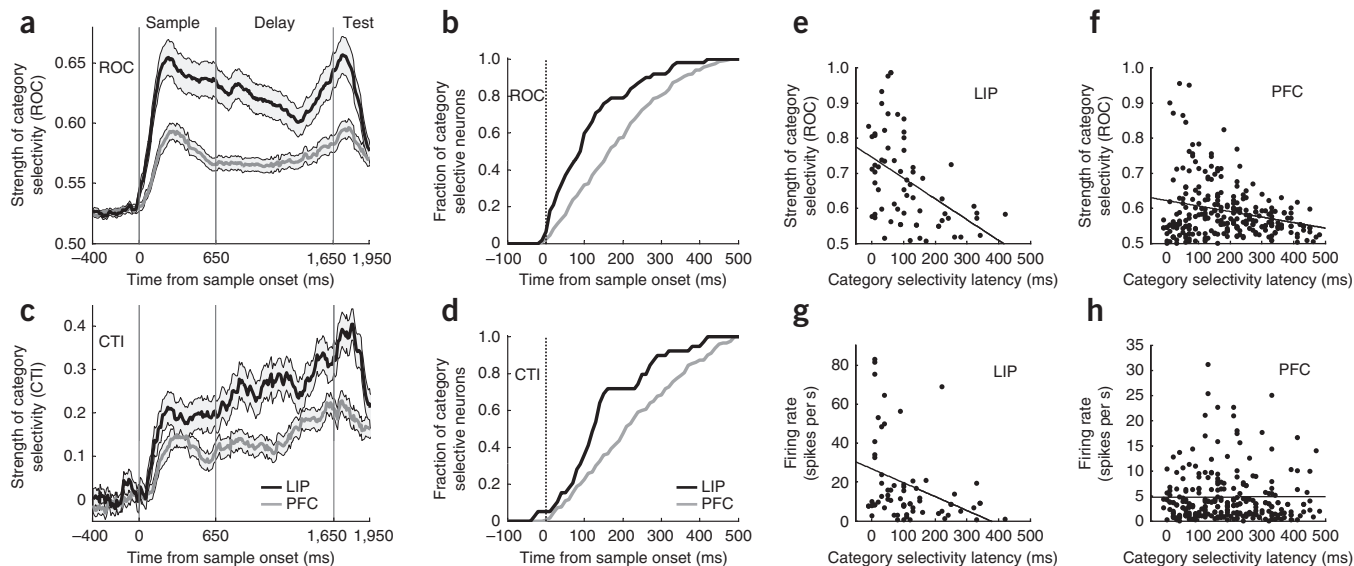 a
Sample
Delay
Test
ROC
0.65
0.60
0.55
0.50
Strength of category
selectivity (ROC)
–400
0
650
1,650
1,950
Time from sample onset (ms)
b
ROC
1.0
0.8
0.6
0.4
0.2
0
Fraction of category
selective neurons
–100
0
100
200
300
400
500
Time from sample onset (ms)
e
LIP
1.0
0.9
0.8
0.7
0.6
0.5
Strength of category
selectivity (ROC)
0
100
200
300
400
500
Category selectivity latency (ms)
f
PFC
1.0
0.9
0.8
0.7
0.6
0.5
Strength of category
selectivity (ROC)
0
100
200
300
400
500
Category selectivity latency (ms)
c
CTI
0.4
0.3
0.2
0.1
0
Strength of category
selectivity (CTI)
LIP
PFC
–400
0
650
1,650
1,950
Time from sample onset (ms)
d
CTI
1.0
0.8
0.6
0.4
0.2
0
Fraction of category
selective neurons
LIP
PFC
–100
0
100
200
300
400
500
Time from sample onset (ms)
g
LIP
80
60
40
20
0
Firing rate
(spikes per s)
0
100
200
300
400
500
Category selectivity latency (ms)
h
PFC
35
30
25
20
15
10
5
0
Firing rate
(spikes per s)
0
100
200
300
400
500
Category selectivity latency (ms)